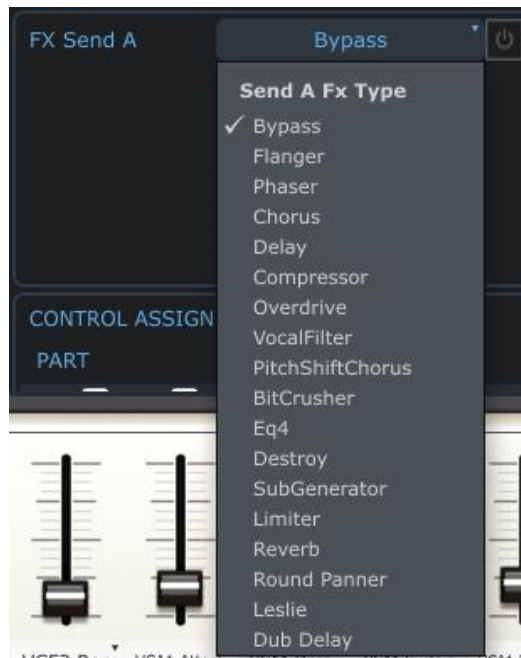 FX Send A
Bypass
Send A Fx Type
✓ Bypass
Flanger
Phaser
Chorus
Delay
Compressor
Overdrive
VocalFilter
PitchShiftChorus
BitCrusher
Eq4
Destroy
SubGenerator
Limiter
Reverb
Round Panner
Leslie
Dub Delay
CONTROL ASSIGN
PART